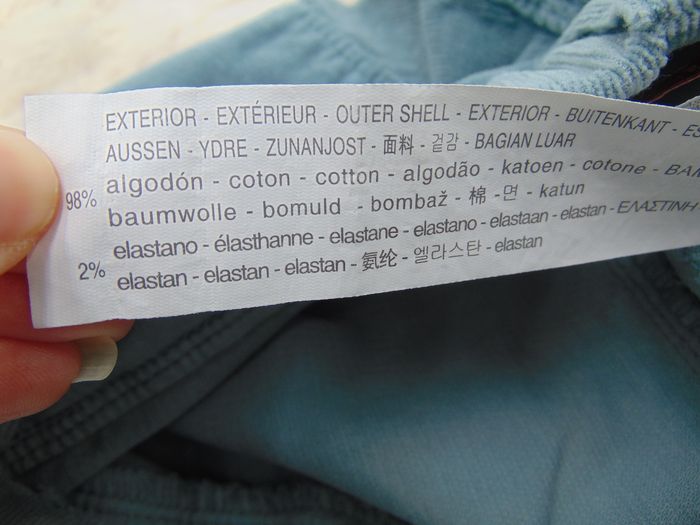 EXTERIOR - EXTÉRIEUR - OUTER SHELL - EXTERIOR - BUITENKANT -
AUSSEN - YDRE - ZUNANJOST - 面料 - 겉감 - BAGIAN LUAR
98% algodón - coton - cotton - algodão - katoen - cotone -
baumwolle - bomuld - bombaž - 棉 - 면 - katun
2% elastano - élasthanne - elastane - elastano - elastaan - elastan - ΕΛΑΣΤΙΝΗ
elastan - elastan - elastan - 氨纶 - 엘라스탄 - elastan